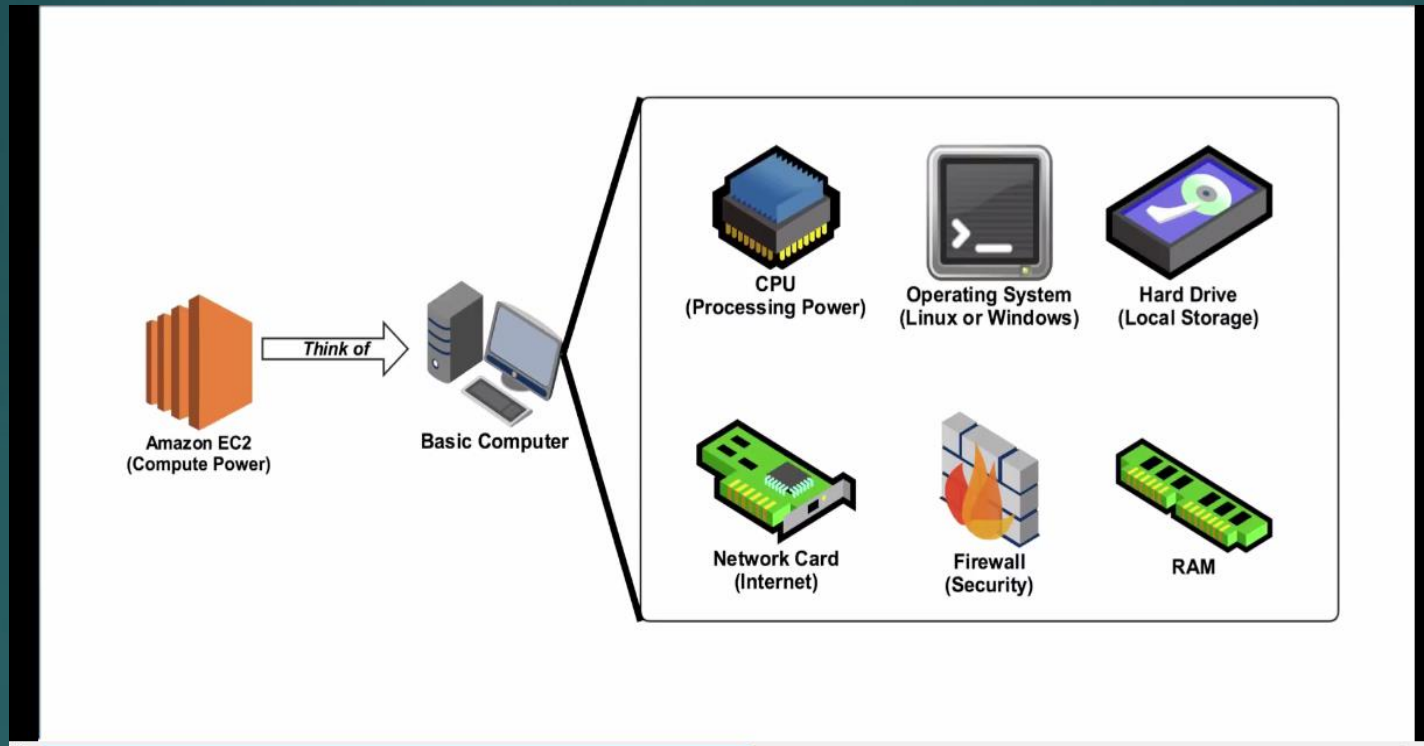 Amazon EC2
(Compute Power)
Think of
Basic Computer
CPU
(Processing Power)
Operating System
(Linux or Windows)
Hard Drive
(Local Storage)
Network Card
(Internet)
Firewall
(Security)
RAM